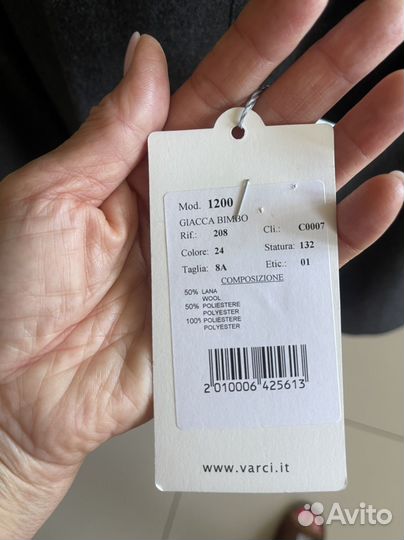 Mod. 1200
GIACCA BIMBO
Rif.: 208 Cli.: C0007
Colore: 24 Statura: 132
Taglia: 8A Etic.: 01
COMPOSIZIONE
50% LANA
WOOL
50% POLIESTERE
POLYESTER
100% POLIESTERE
POLYESTER
2 010006 425613
www.varci.it
Avito